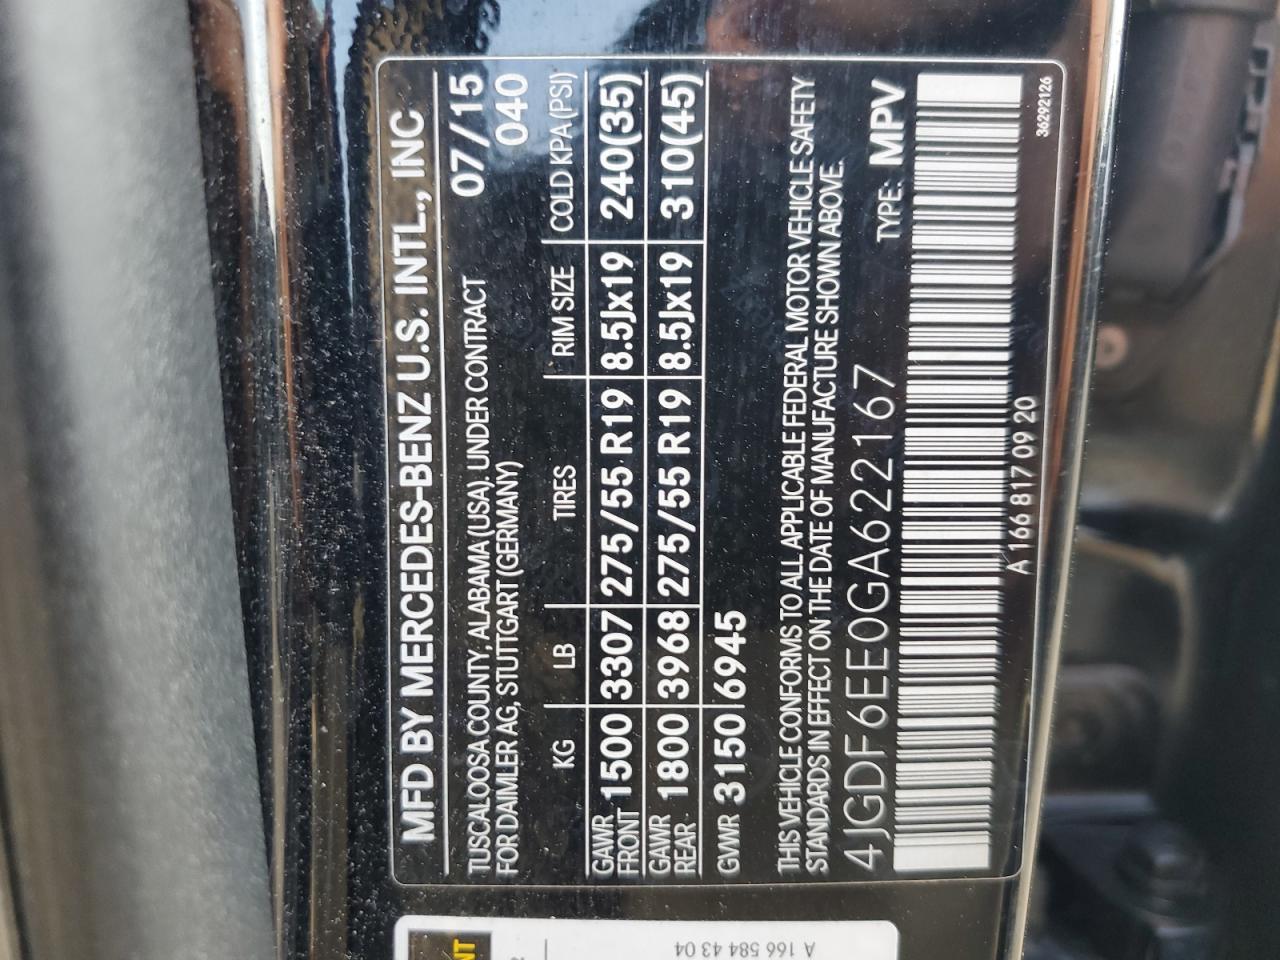 MFD BY MERCEDES-BENZ U.S. INTL., INC
TUSCALOOSA COUNTY, ALABAMA (USA), UNDER CONTRACT 07/15
FOR DAIMLER AG, STUTTGART (GERMANY) 040
KG LB TIRES RIM SIZE COLD KPA (PSI)
GAWR FRONT 1500 3307 275/55 R19 8.5Jx19 240(35)
GAWR REAR 1800 3968 275/55 R19 8.5Jx19 310(45)
GVWR 3150 6945
THIS VEHICLE CONFORMS TO ALL APPLICABLE FEDERAL MOTOR VEHICLE SAFETY
STANDARDS IN EFFECT ON THE DATE OF MANUFACTURE SHOWN ABOVE.
4JGDF6EE0GA622167 TYPE: MPV
A 166 817 09 20
36292126
A 166 584 43 04